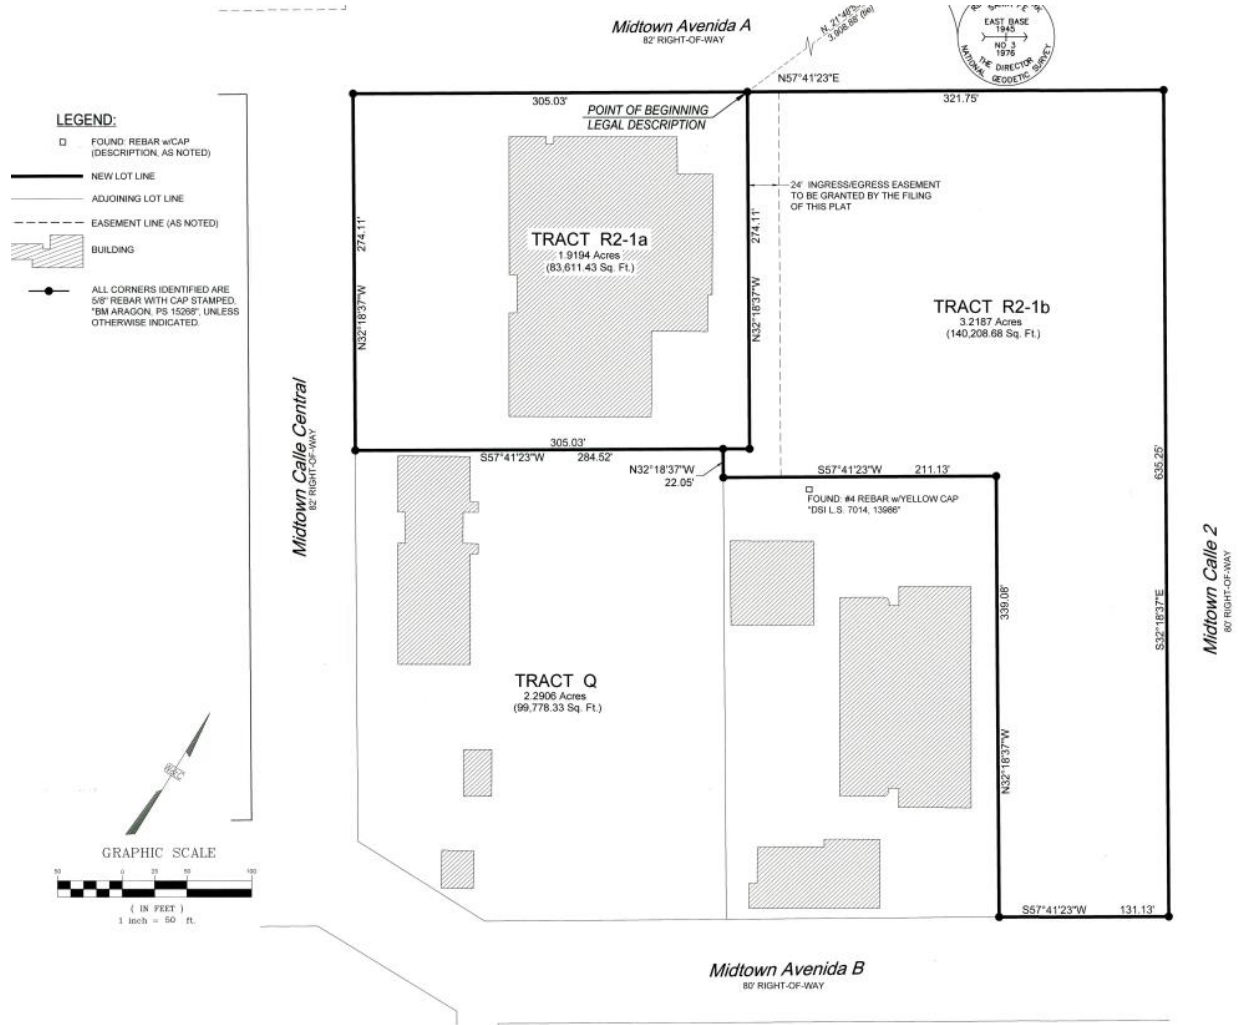 Midtown Avenida A
82' RIGHT-OF-WAY
3,908.88' (tie)
EAST BASE
1945
NO 3
1976
THE DIRECTOR
NATIONAL GEODETIC SURVEY
N57°41'23"E
305.03'
321.75'
POINT OF BEGINNING
LEGAL DESCRIPTION
LEGEND:
FOUND: REBAR w/CAP
(DESCRIPTION, AS NOTED)
NEW LOT LINE
ADJOINING LOT LINE
EASEMENT LINE (AS NOTED)
BUILDING
ALL CORNERS IDENTIFIED ARE
5/8" REBAR WITH CAP STAMPED,
"BM ARAGON, PS 15268", UNLESS
OTHERWISE INDICATED.
24' INGRESS/EGRESS EASEMENT
TO BE GRANTED BY THE FILING
OF THIS PLAT
274.11'
N32°18'37"W
TRACT R2-1a
1.9194 Acres
(83,611.43 Sq. Ft.)
274.11'
N32°18'37"W
TRACT R2-1b
3.2187 Acres
(140,208.68 Sq. Ft.)
Midtown Calle Central
82' RIGHT-OF-WAY
305.03'
S57°41'23"W 284.52'
N32°18'37"W
22.05'
S57°41'23"W 211.13'
FOUND: #4 REBAR w/YELLOW CAP
"DSI L.S. 7014, 13986"
635.25'
S32°18'37"E
Midtown Calle 2
80' RIGHT-OF-WAY
339.08'
N32°18'37"W
TRACT Q
2.2906 Acres
(99,778.33 Sq. Ft.)
GRAPHIC SCALE
50 0 25 50 100
( IN FEET )
1 inch = 50 ft.
S57°41'23"W 131.13'
Midtown Avenida B
80' RIGHT-OF-WAY